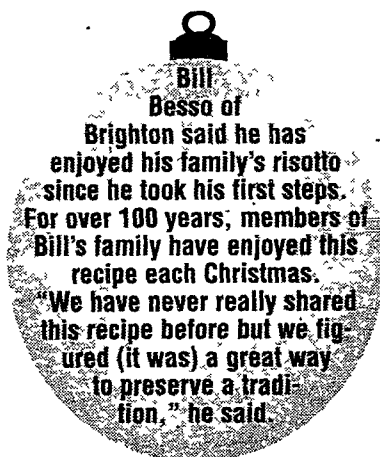 Bill
Besso of
Brighton said he has
enjoyed his family's risotto
since he took his first steps.
For over 100 years, members of
Bill's family have enjoyed this
recipe each Christmas.
"We have never really shared
this recipe before but we fig-
ured (it was) a great way
to preserve a tradi-
tion," he said.